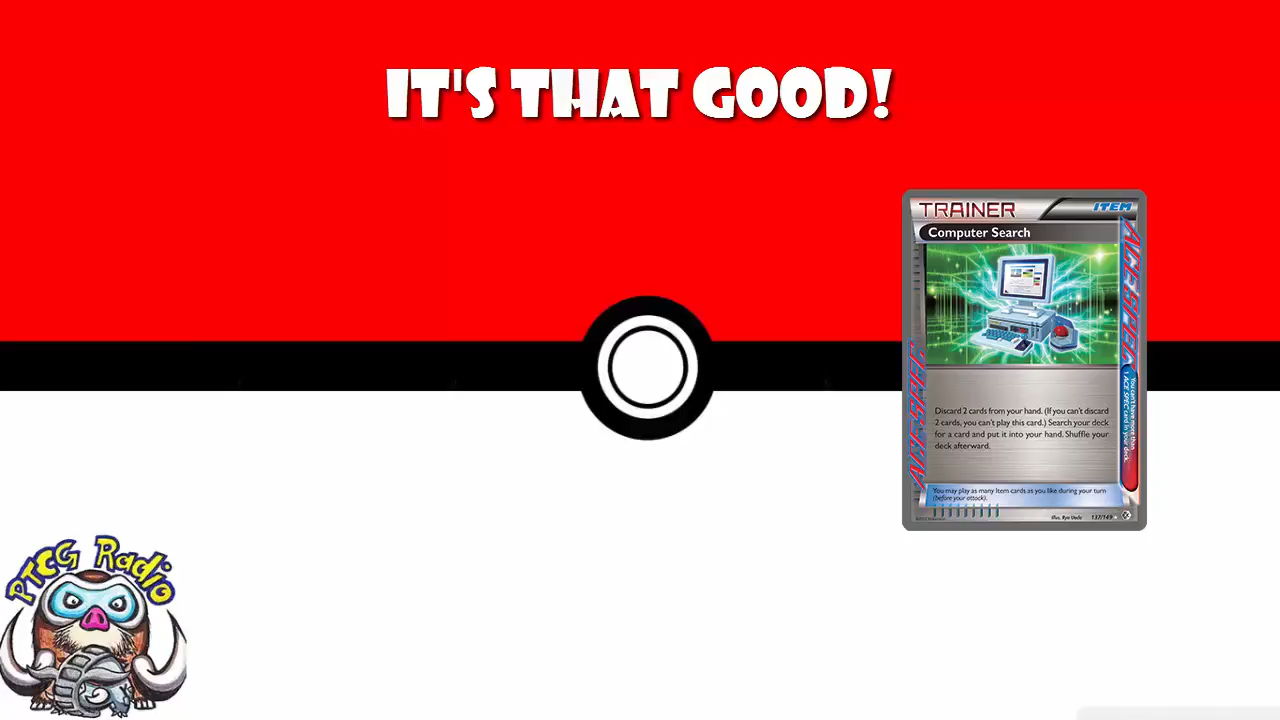 IT'S THAT GOOD!
TRAINER
ITEM
Computer Search
ACE SPEC
ACE SPEC
You can't have more than
1 ACE SPEC card in your deck.
Discard 2 cards from your hand. (If you can't discard
2 cards, you can't play this card.) Search your deck
for a card and put it into your hand. Shuffle your
deck afterward.
You may play as many Item cards as you like during your turn
(before your attack).
Illus. Ryo Ueda
137/149
PTCG Radio